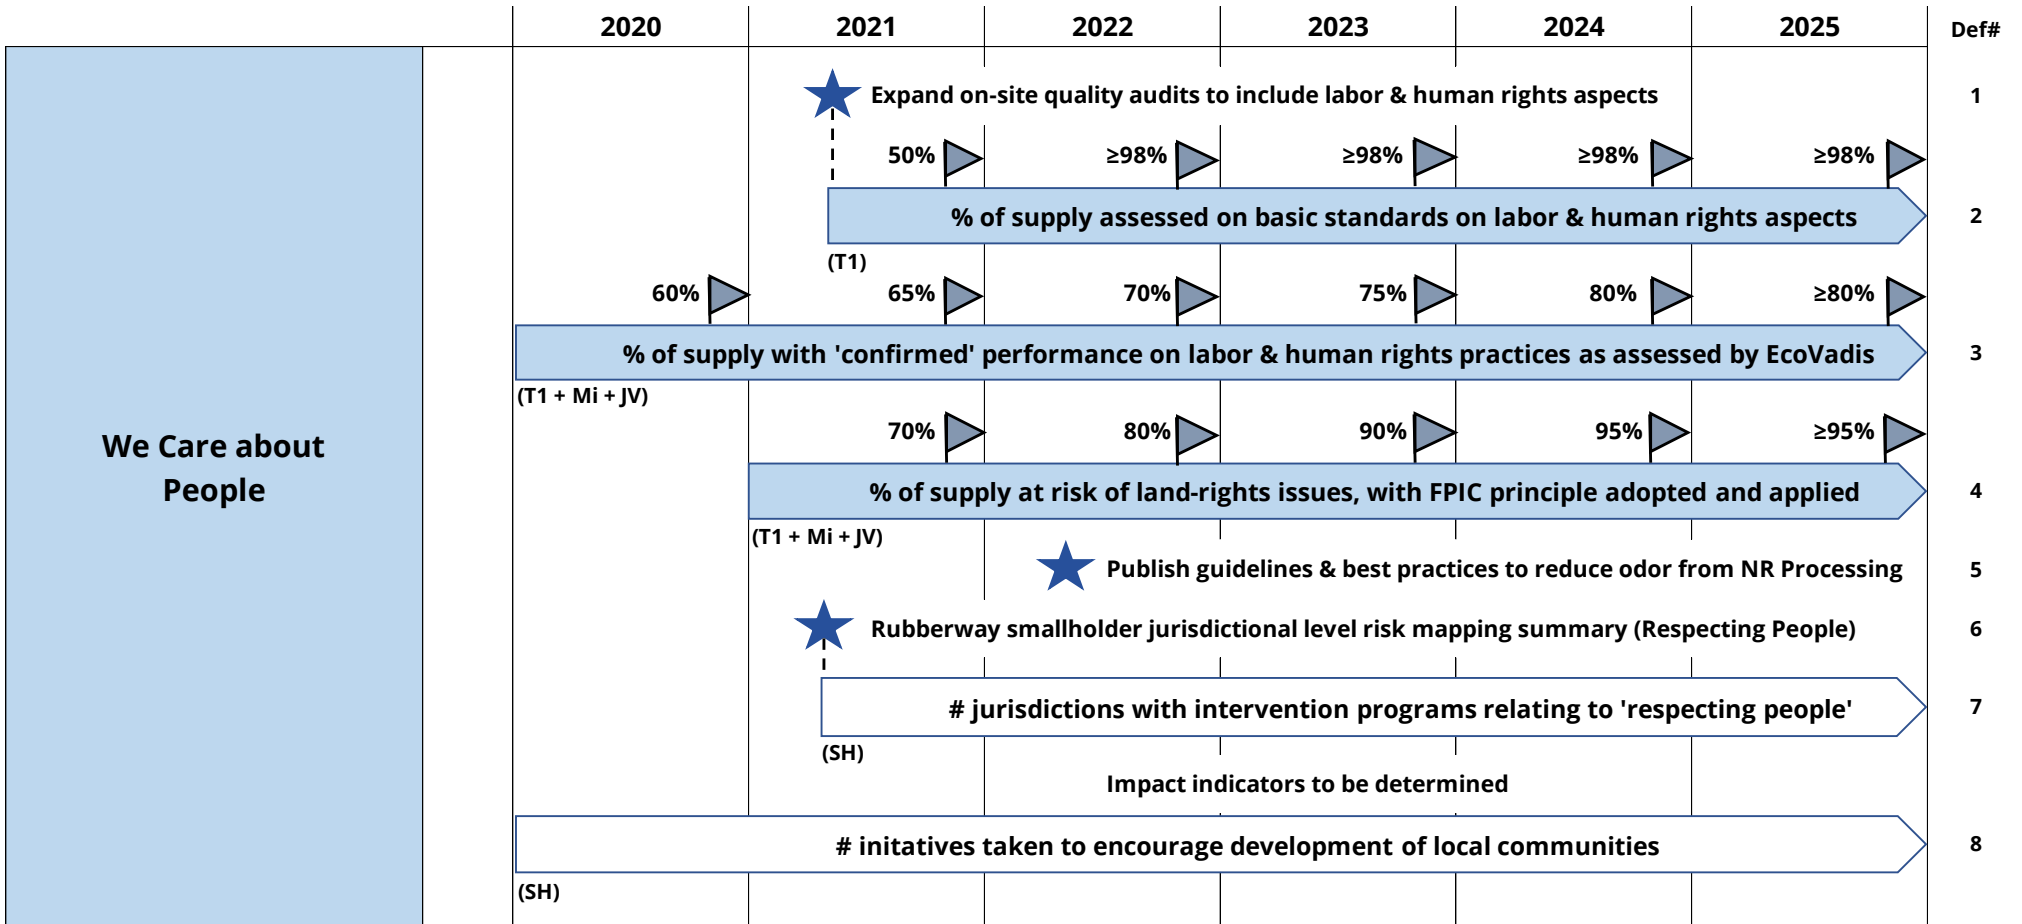 2020 2021 2022 2023 2024 2025 Def#
Expand on-site quality audits to include labor & human rights aspects 1
50% ≥98% ≥98% ≥98% ≥98%
% of supply assessed on basic standards on labor & human rights aspects 2
(T1)
60% 65% 70% 75% 80% ≥80%
% of supply with 'confirmed' performance on labor & human rights practices as assessed by EcoVadis 3
(T1 + Mi + JV)
70% 80% 90% 95% ≥95%
We Care about
People
% of supply at risk of land-rights issues, with FPIC principle adopted and applied 4
(T1 + Mi + JV)
Publish guidelines & best practices to reduce odor from NR Processing 5
Rubberway smallholder jurisdictional level risk mapping summary (Respecting People) 6
# jurisdictions with intervention programs relating to 'respecting people' 7
(SH)
Impact indicators to be determined
# initatives taken to encourage development of local communities 8
(SH)